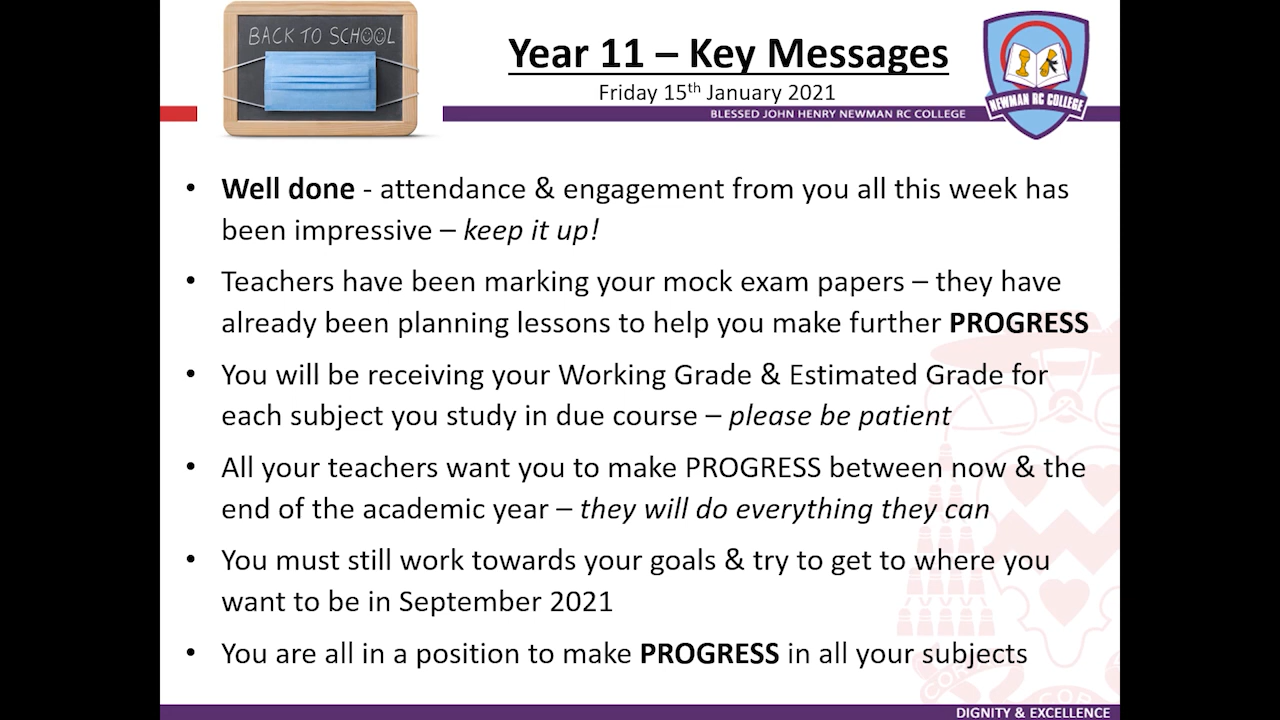 BACK TO SCHOOL
Year 11 – Key Messages
Friday 15th January 2021
BLESSED JOHN HENRY NEWMAN RC COLLEGE
NEWMAN RC COLLEGE
• Well done - attendance & engagement from you all this week has
been impressive – keep it up!
• Teachers have been marking your mock exam papers – they have
already been planning lessons to help you make further PROGRESS
• You will be receiving your Working Grade & Estimated Grade for
each subject you study in due course – please be patient
• All your teachers want you to make PROGRESS between now & the
end of the academic year – they will do everything they can
• You must still work towards your goals & try to get to where you
want to be in September 2021
• You are all in a position to make PROGRESS in all your subjects
DIGNITY & EXCELLENCE